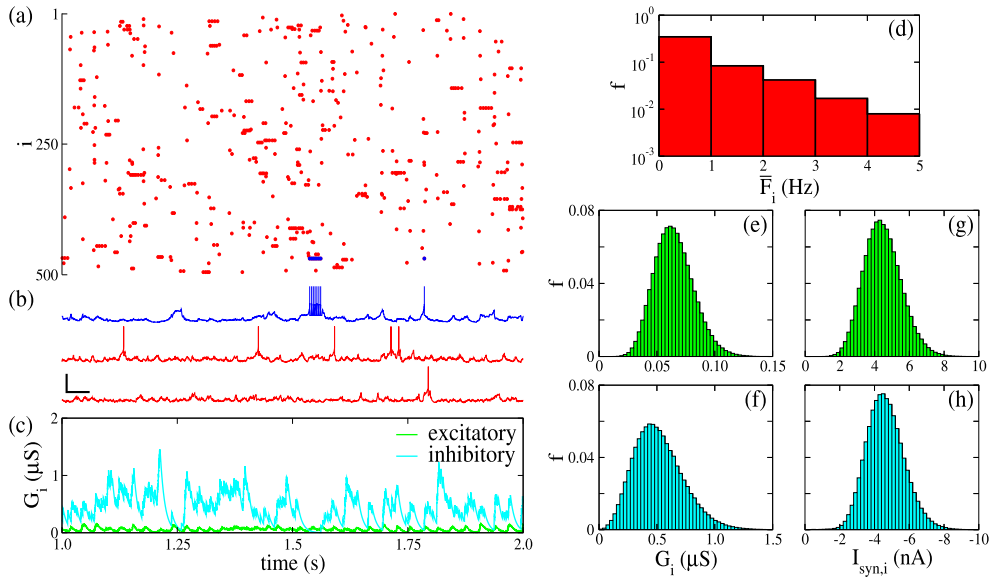 (a)
1
i 250
500
(b)
(c)
2
G_i (μS)
1
0
excitatory
inhibitory
1.0 1.25 1.5 1.75 2.0
time (s)
(d)
10^0
10^-1
f
10^-2
10^-3
0 1 2 3 4 5
F̅_i (Hz)
(e)
0.08
f
0.04
0
0.05 0.10 0.15
(g)
0 2 4 6 8 10
(f)
0.08
f
0.04
0
0 0.5 1.0 1.5
G_i (μS)
(h)
0 -2 -4 -6 -8 -10
I_syn,i (nA)